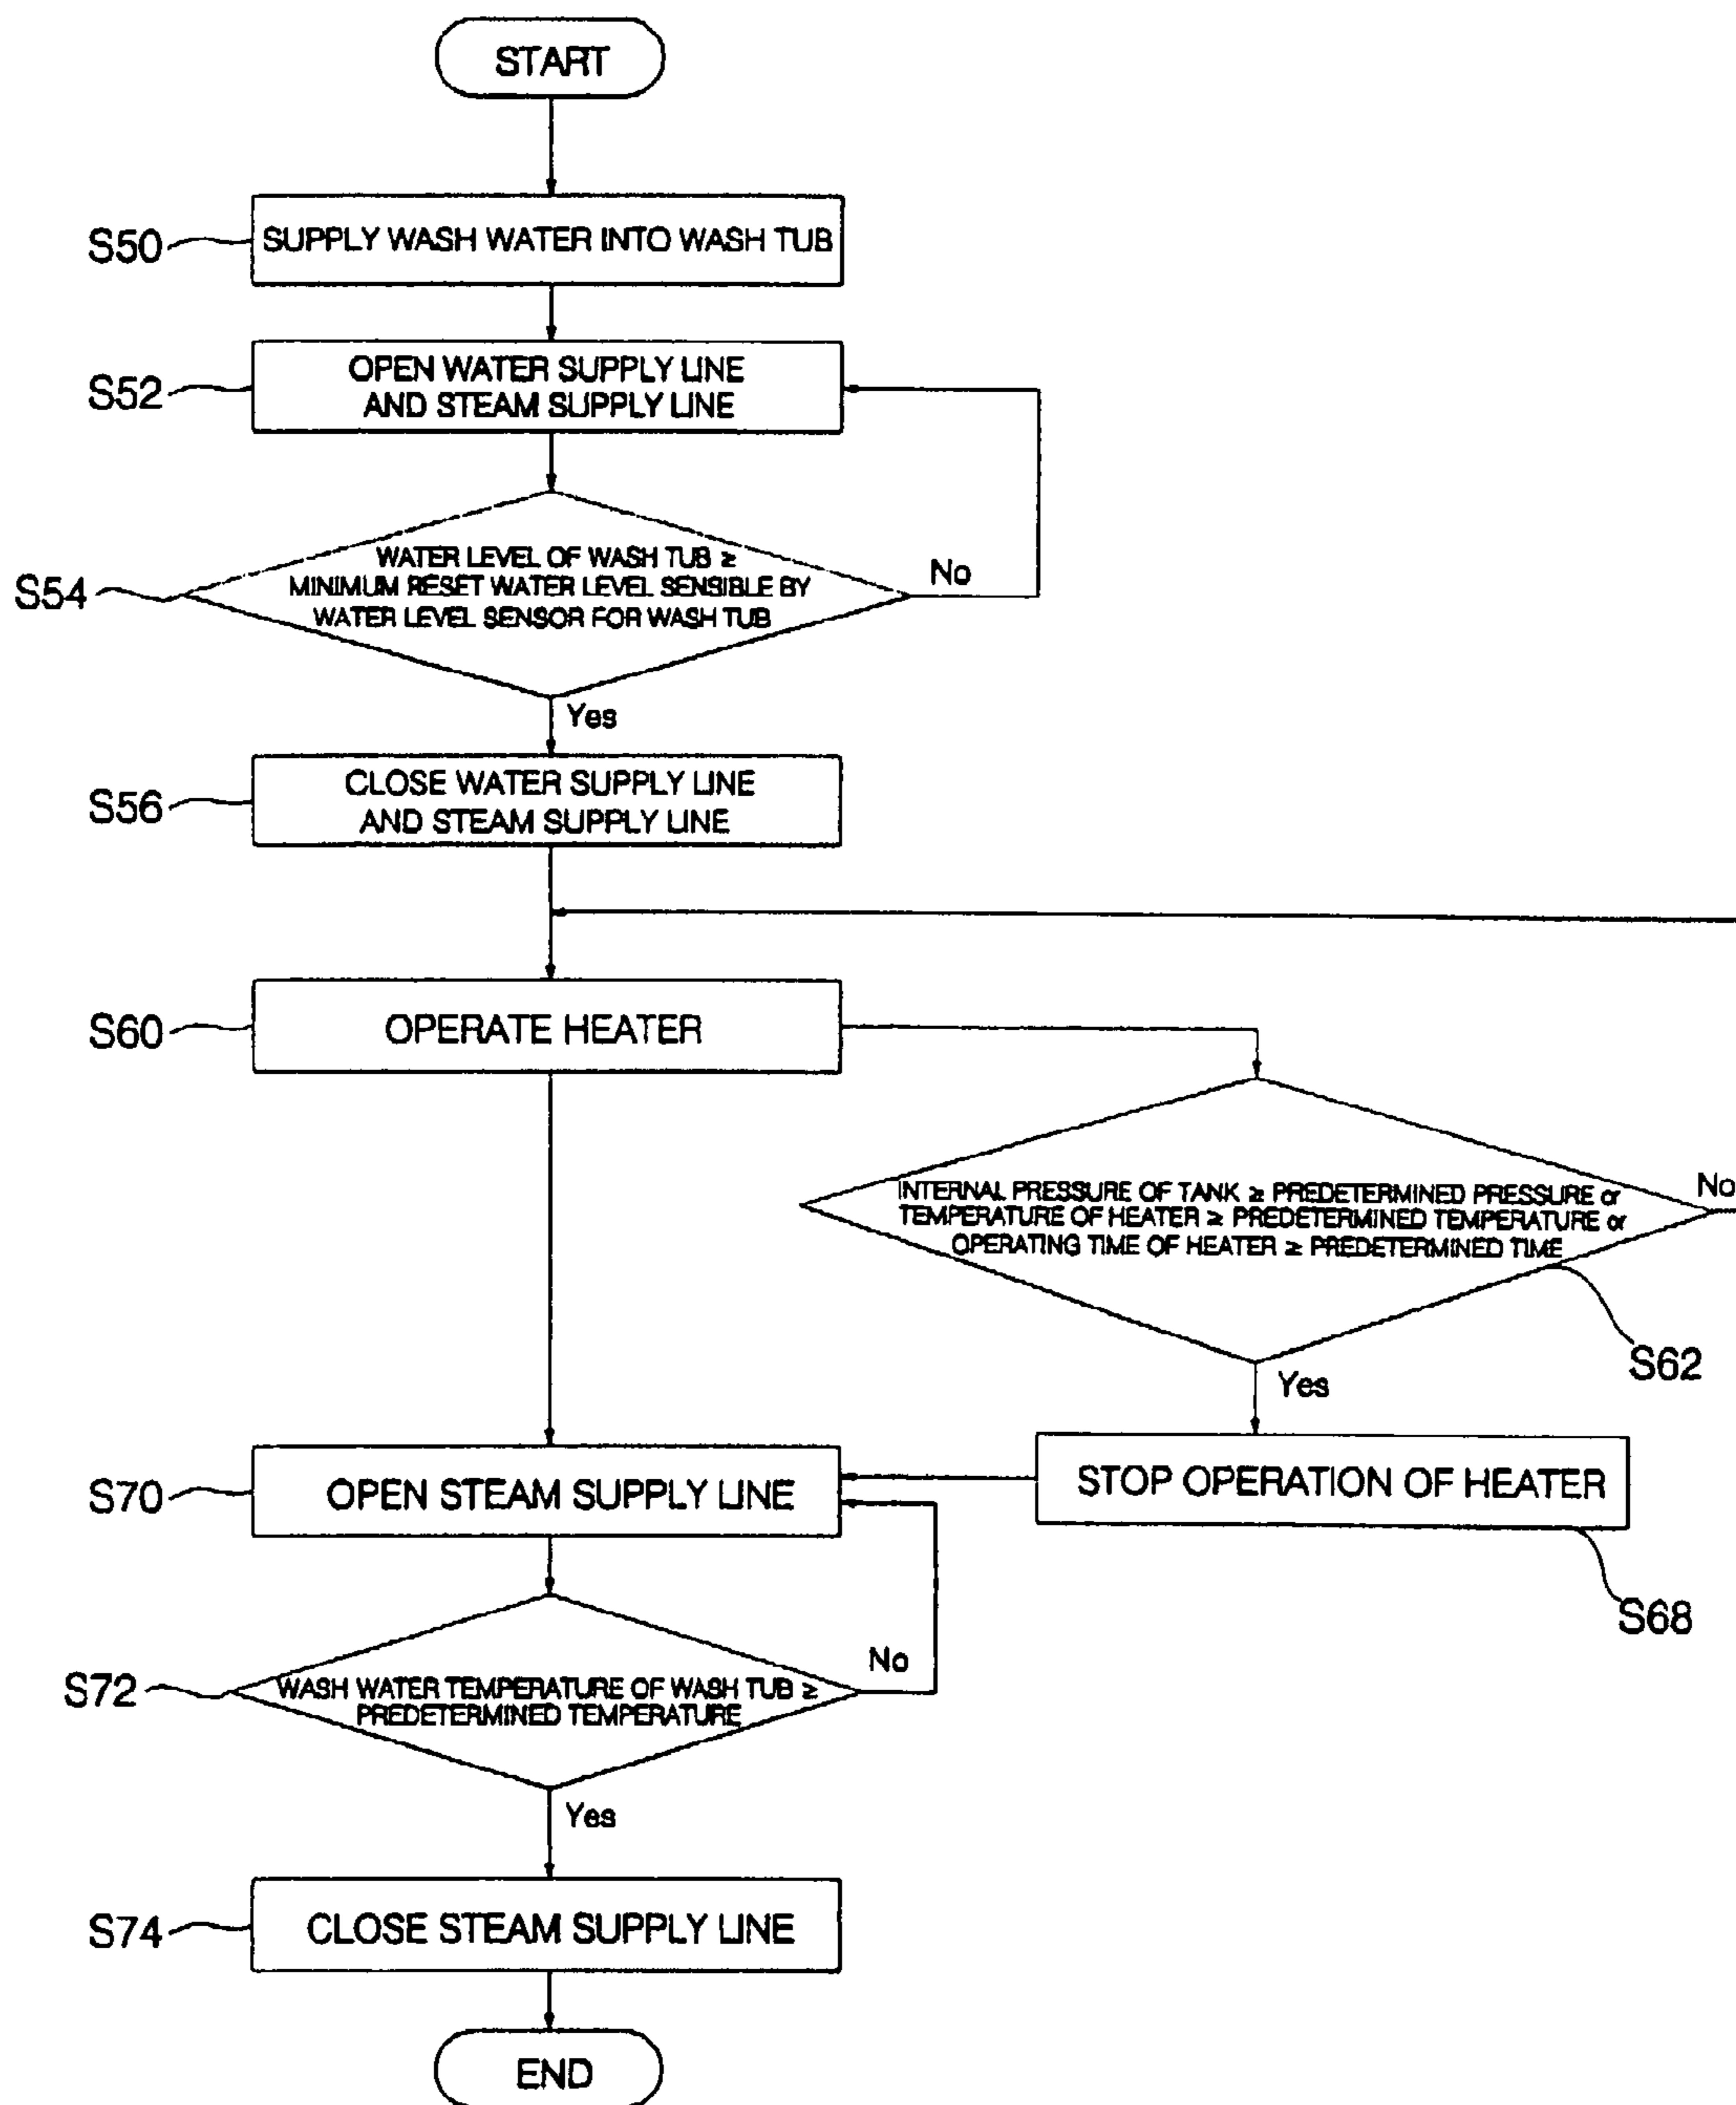 START
S50
SUPPLY WASH WATER INTO WASH TUB
S52
OPEN WATER SUPPLY LINE
AND STEAM SUPPLY LINE
S54
WATER LEVEL OF WASH TUB ≥
MINIMUM RESET WATER LEVEL SENSIBLE BY
WATER LEVEL SENSOR FOR WASH TUB
No
Yes
S56
CLOSE WATER SUPPLY LINE
AND STEAM SUPPLY LINE
S60
OPERATE HEATER
INTERNAL PRESSURE OF TANK ≥ PREDETERMINED PRESSURE or
TEMPERATURE OF HEATER ≥ PREDETERMINED TEMPERATURE or
OPERATING TIME OF HEATER ≥ PREDETERMINED TIME
No
S62
Yes
S70
OPEN STEAM SUPPLY LINE
STOP OPERATION OF HEATER
S68
S72
WASH WATER TEMPERATURE OF WASH TUB ≥
PREDETERMINED TEMPERATURE
No
Yes
S74
CLOSE STEAM SUPPLY LINE
END